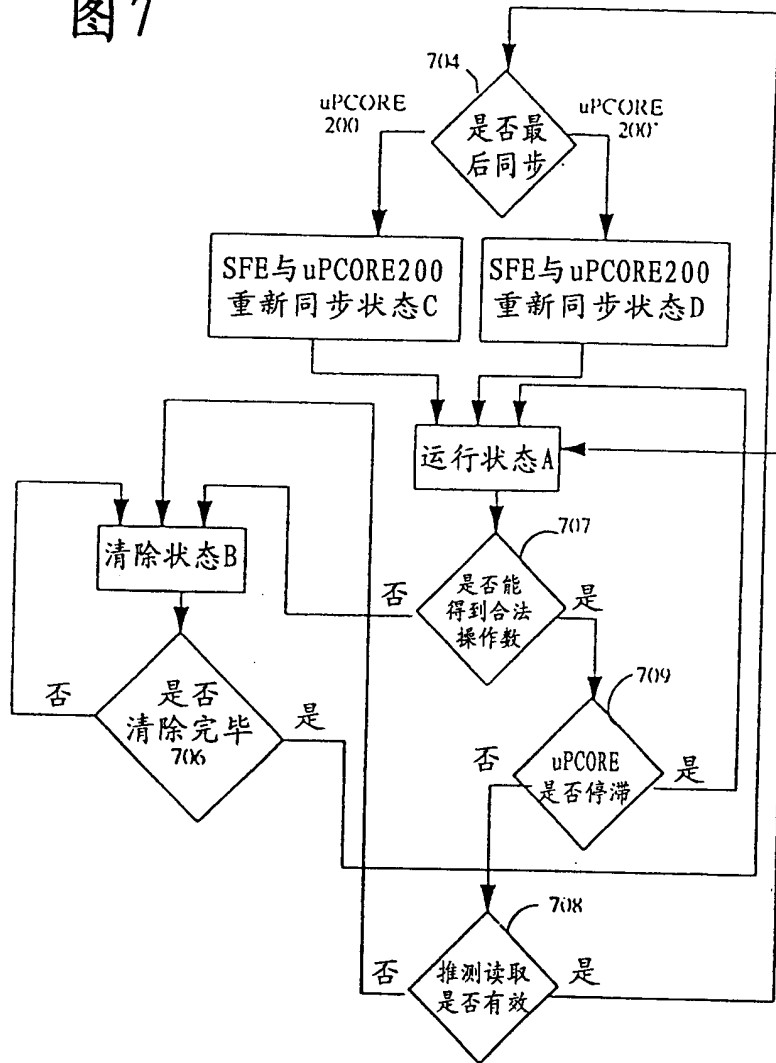 图7
704
uPCORE
200
uPCORE
200'
是否最
后同步
SFE与uPCORE200
重新同步状态C
SFE与uPCORE200
重新同步状态D
运行状态A
707
清除状态B
是否能
得到合法
操作数
否
是
709
否
是否
清除完毕
706
是
uPCORE
是否停滞
否
是
708
推测读取
是否有效
否
是